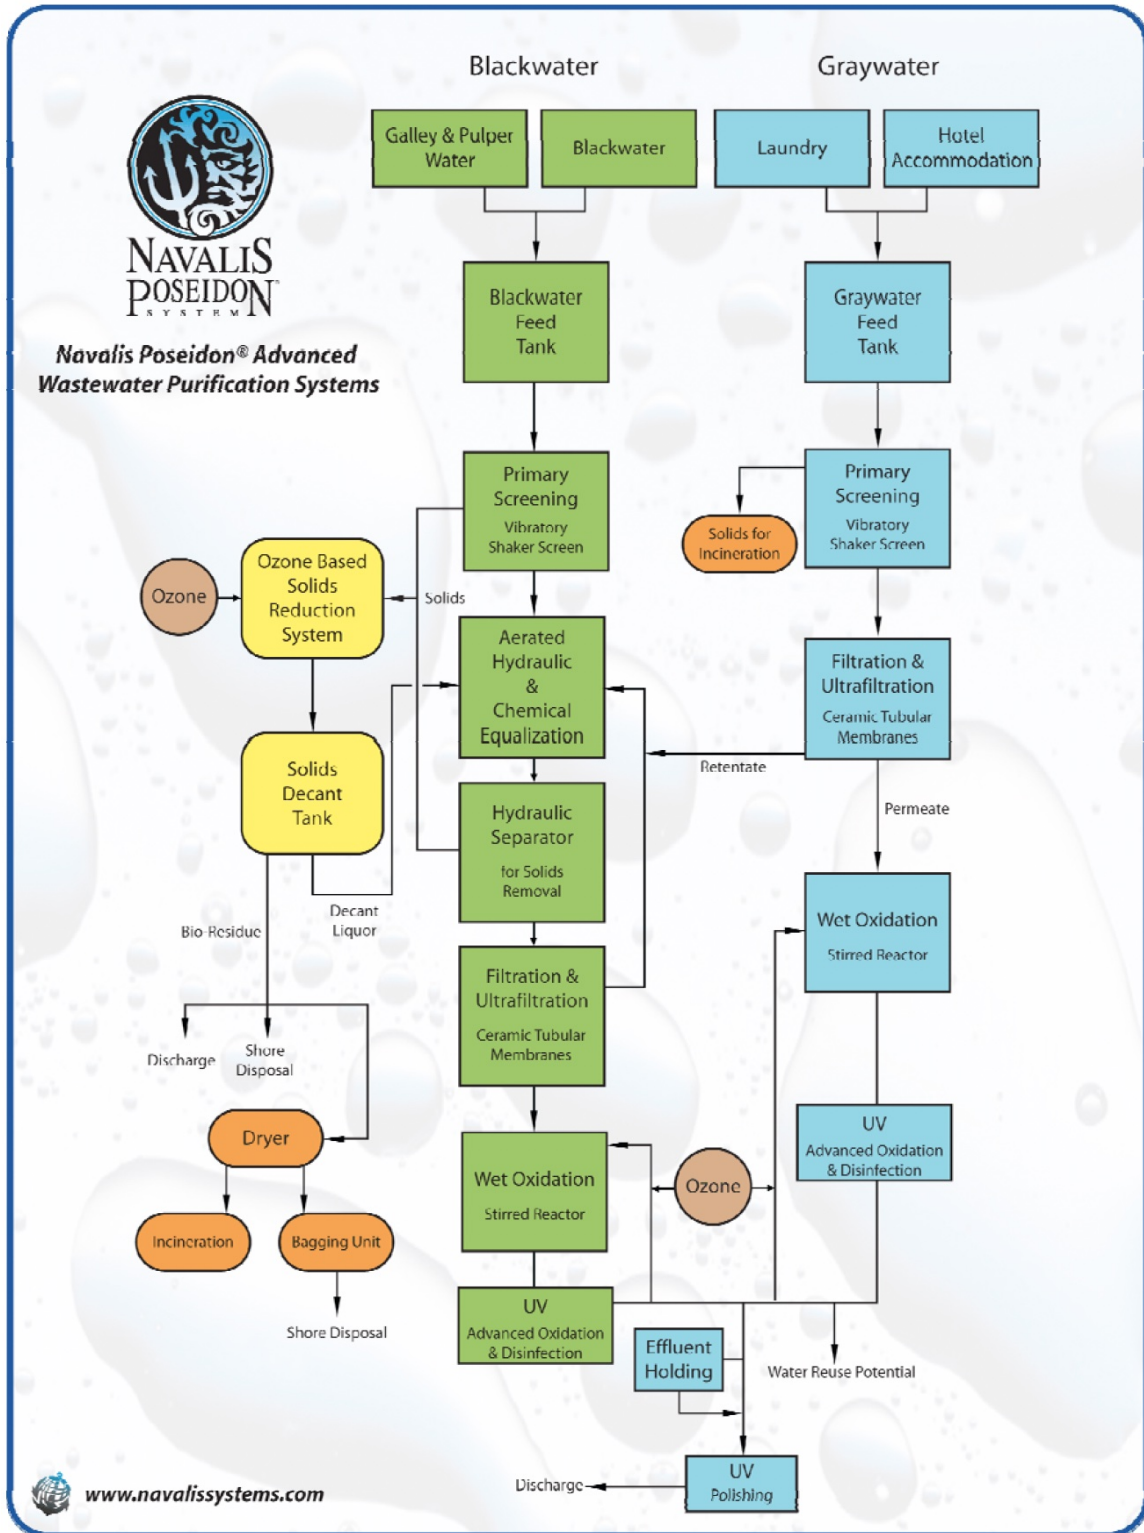 Blackwater
Graywater
Galley & Pulper
Water
Blackwater
Laundry
Hotel
Accommodation
NAVALIS
POSEIDON™
SYSTEM
Navalis Poseidon® Advanced
Wastewater Purification Systems
Blackwater
Feed
Tank
Graywater
Feed
Tank
Primary
Screening
Vibratory
Shaker Screen
Primary
Screening
Vibratory
Shaker Screen
Solids for
Incineration
Ozone
Ozone Based
Solids
Reduction
System
Solids
Aerated
Hydraulic
&
Chemical
Equalization
Filtration &
Ultrafiltration
Ceramic Tubular
Membranes
Retentate
Permeate
Solids
Decant
Tank
Hydraulic
Separator
for Solids
Removal
Decant
Liquor
Bio-Residue
Wet Oxidation
Stirred Reactor
Filtration &
Ultrafiltration
Ceramic Tubular
Membranes
Discharge
Shore
Disposal
Dryer
UV
Advanced Oxidation
& Disinfection
Wet Oxidation
Stirred Reactor
Ozone
Incineration
Bagging Unit
Shore Disposal
UV
Advanced Oxidation
& Disinfection
Effluent
Holding
Water Reuse Potential
Discharge
UV
Polishing
www.navalissystems.com